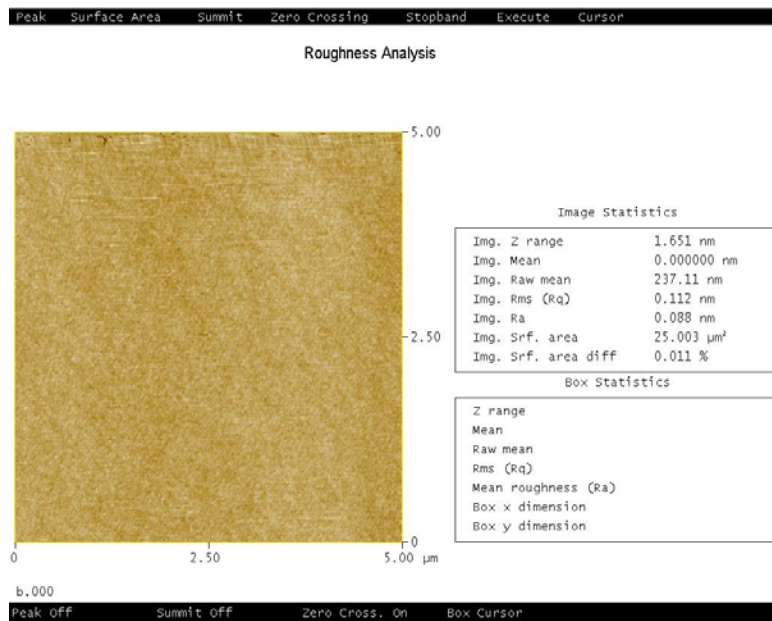 Peak Surface Area Summit Zero Crossing Stopband Execute Cursor
Roughness Analysis
5.00
2.50
0
0 2.50 5.00 µm
Image Statistics
Img. Z range 1.651 nm
Img. Mean 0.000000 nm
Img. Raw mean 237.11 nm
Img. Rms (Rq) 0.112 nm
Img. Ra 0.088 nm
Img. Srf. area 25.003 µm²
Img. Srf. area diff 0.011 %
Box Statistics
Z range
Mean
Raw mean
Rms (Rq)
Mean roughness (Ra)
Box x dimension
Box y dimension
b.000
Peak Off Summit Off Zero Cross. On Box Cursor